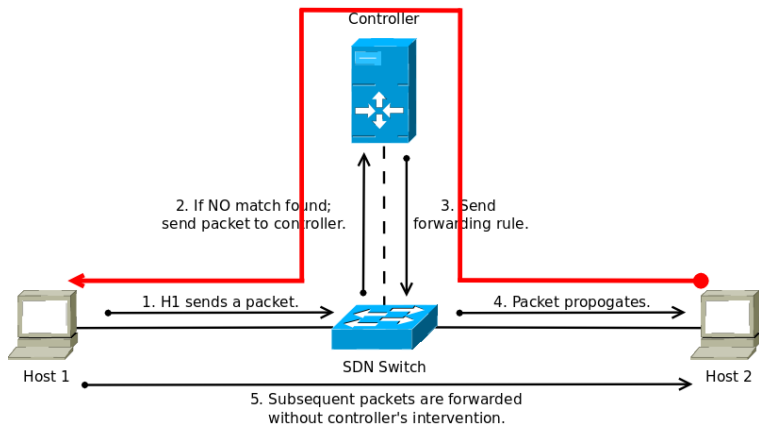 Controller
2. If NO match found;
send packet to controller.
3. Send
forwarding rule.
1. H1 sends a packet.
4. Packet propogates.
SDN Switch
Host 1
Host 2
5. Subsequent packets are forwarded
without controller's intervention.